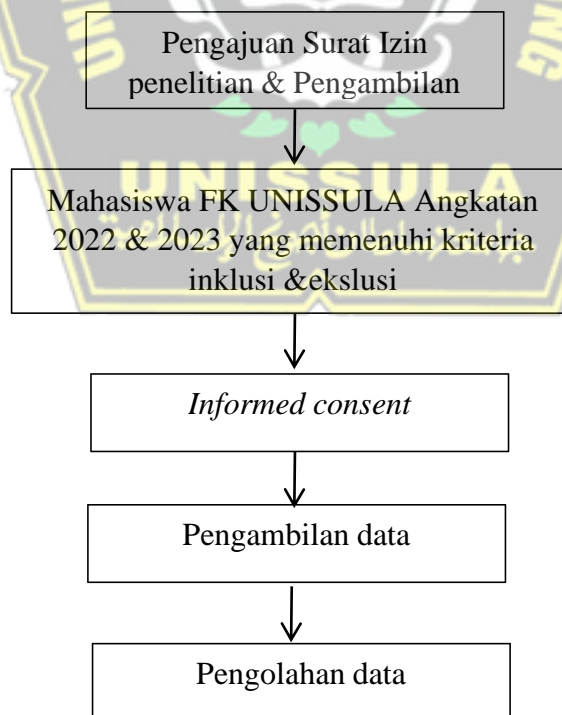 Pengajuan Surat Izin
penelitian & Pengambilan
UNISSULA
Mahasiswa FK UNISSULA Angkatan
2022 & 2023 yang memenuhi kriteria
inklusi &ekslusi
Informed consent
Pengambilan data
Pengolahan data